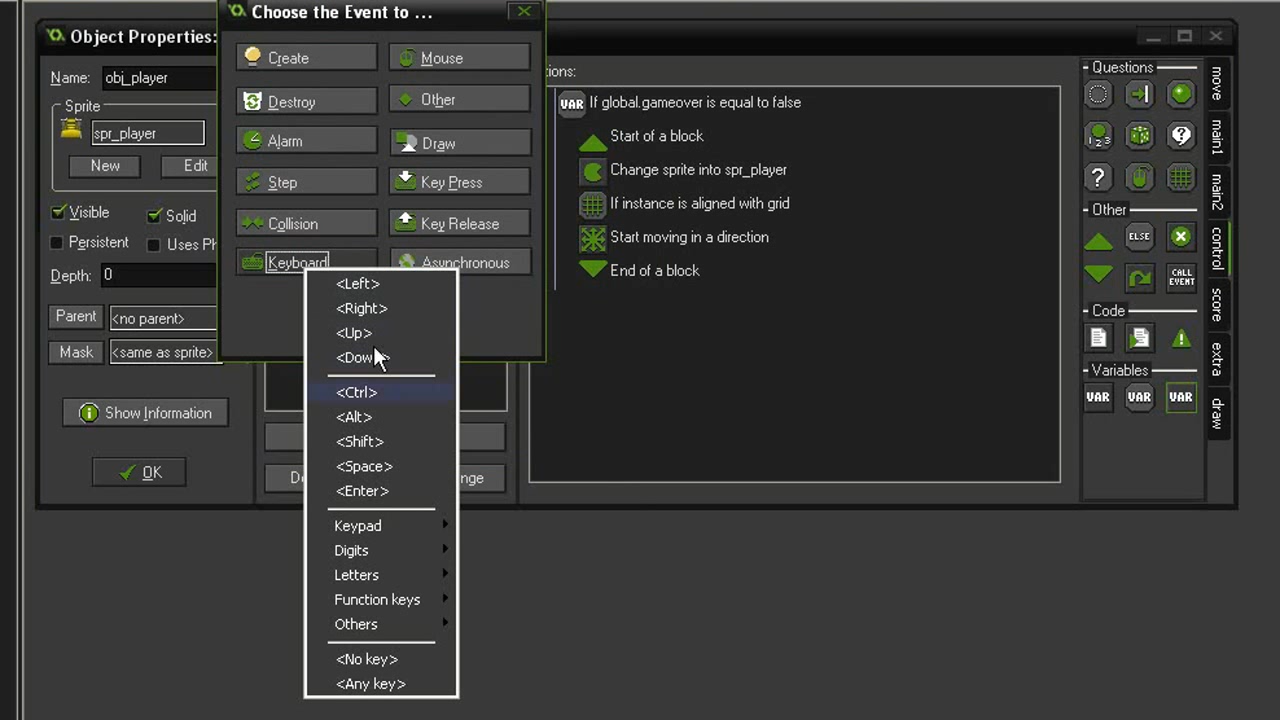 Choose the Event to ...
Object Properties:
Name: obj_player
Sprite
spr_player
New
Edit
Visible
Solid
Persistent
Uses Ph
Depth: 0
Parent <no parent>
Mask <same as sprite>
Show Information
OK
Create
Mouse
Destroy
Other
Alarm
Draw
Step
Key Press
Collision
Key Release
Keyboard
Asynchronous
<Left>
<Right>
<Up>
<Ctrl>
<Alt>
<Shift>
<Space>
<Enter>
Keypad
Digits
Letters
Function keys
Others
<No key>
<Any key>
ions:
VAR If global.gameover is equal to false
Start of a block
Change sprite into spr_player
If instance is aligned with grid
Start moving in a direction
End of a block
Questions
1 2 3
?
?
Other
ELSE
CALL EVENT
Code
Variables
VAR VAR VAR
move
main1
main2
control
score
extra
draw